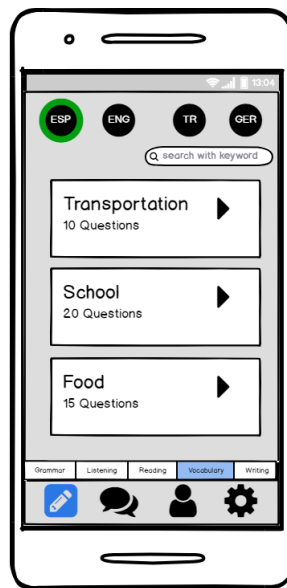 13:04
ESP ENG TR GER
search with keyword
Transportation
10 Questions
School
20 Questions
Food
15 Questions
Grammar Listening Reading Vocabulary Writing